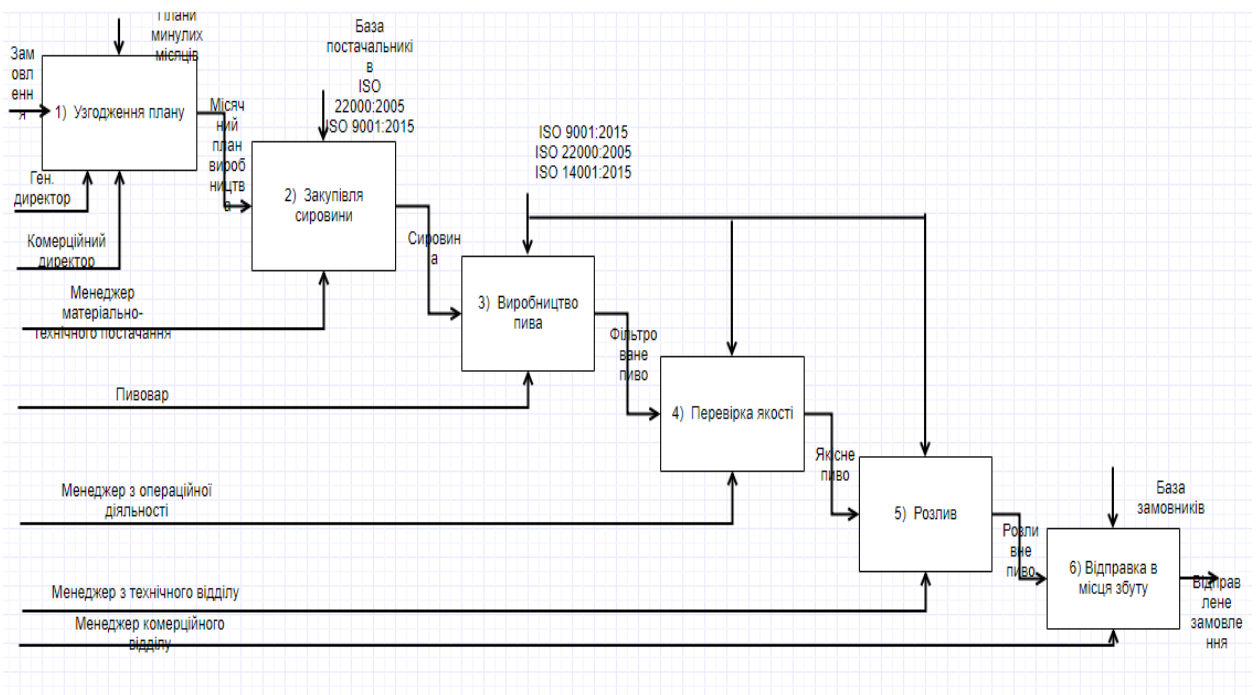 Плани
минулих
місяців
Зам
овл
енн
я
1) Узгодження плану
Місяч
ний
план
вироб
ництв
а
Ген.
директор
Комерційний
директор
База
постачальникі
в
ISO
22000:2005
ISO 9001:2015
2) Закупівля
сировини
Менеджер
матеріально-
технічного постачання
Сировин
а
ISO 9001:2015
ISO 22000:2005
ISO 14001:2015
3) Виробництво
пива
Пивовар
Фільтро
ване
пиво
4) Перевірка якості
Менеджер з операційної
діяльності
Якісне
пиво
5) Розлив
Менеджер з технічного відділу
Розли
вне
пиво
База
замовників
6) Відправка в
місця збуту
Менеджер комерційного
відділу
Відправ
лене
замовле
ння